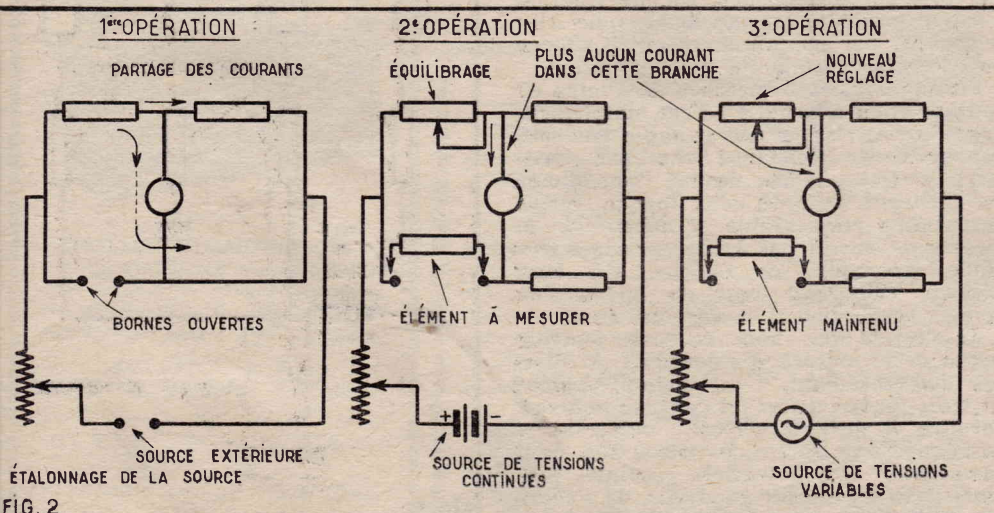 1ère OPÉRATION
PARTAGE DES COURANTS
BORNES OUVERTES
SOURCE EXTÉRIEURE
ÉTALONNAGE DE LA SOURCE
2e OPÉRATION
ÉQUILIBRAGE
PLUS AUCUN COURANT
DANS CETTE BRANCHE
ÉLÉMENT À MESURER
+ −
SOURCE DE TENSIONS
CONTINUES
3e OPÉRATION
NOUVEAU
RÉGLAGE
ÉLÉMENT MAINTENU
SOURCE DE TENSIONS
VARIABLES
FIG. 2